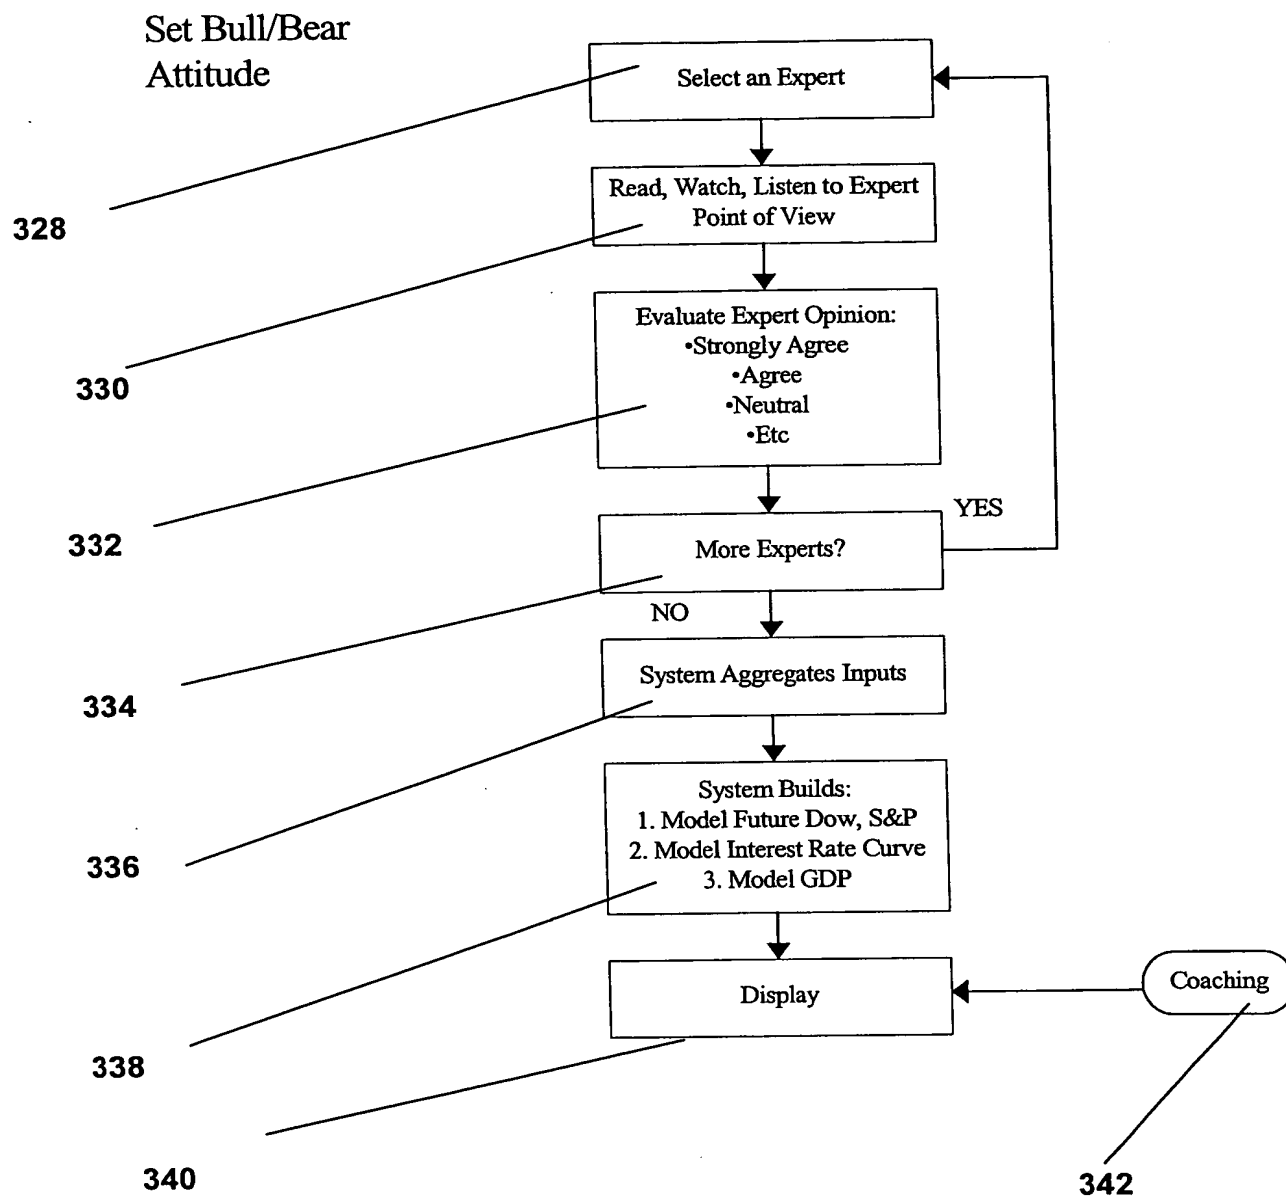 Set Bull/Bear
Attitude
Select an Expert
328
Read, Watch, Listen to Expert
Point of View
330
Evaluate Expert Opinion:
•Strongly Agree
•Agree
•Neutral
•Etc
332
YES
More Experts?
NO
334
System Aggregates Inputs
336
System Builds:
1. Model Future Dow, S&P
2. Model Interest Rate Curve
3. Model GDP
338
Display
Coaching
340
342